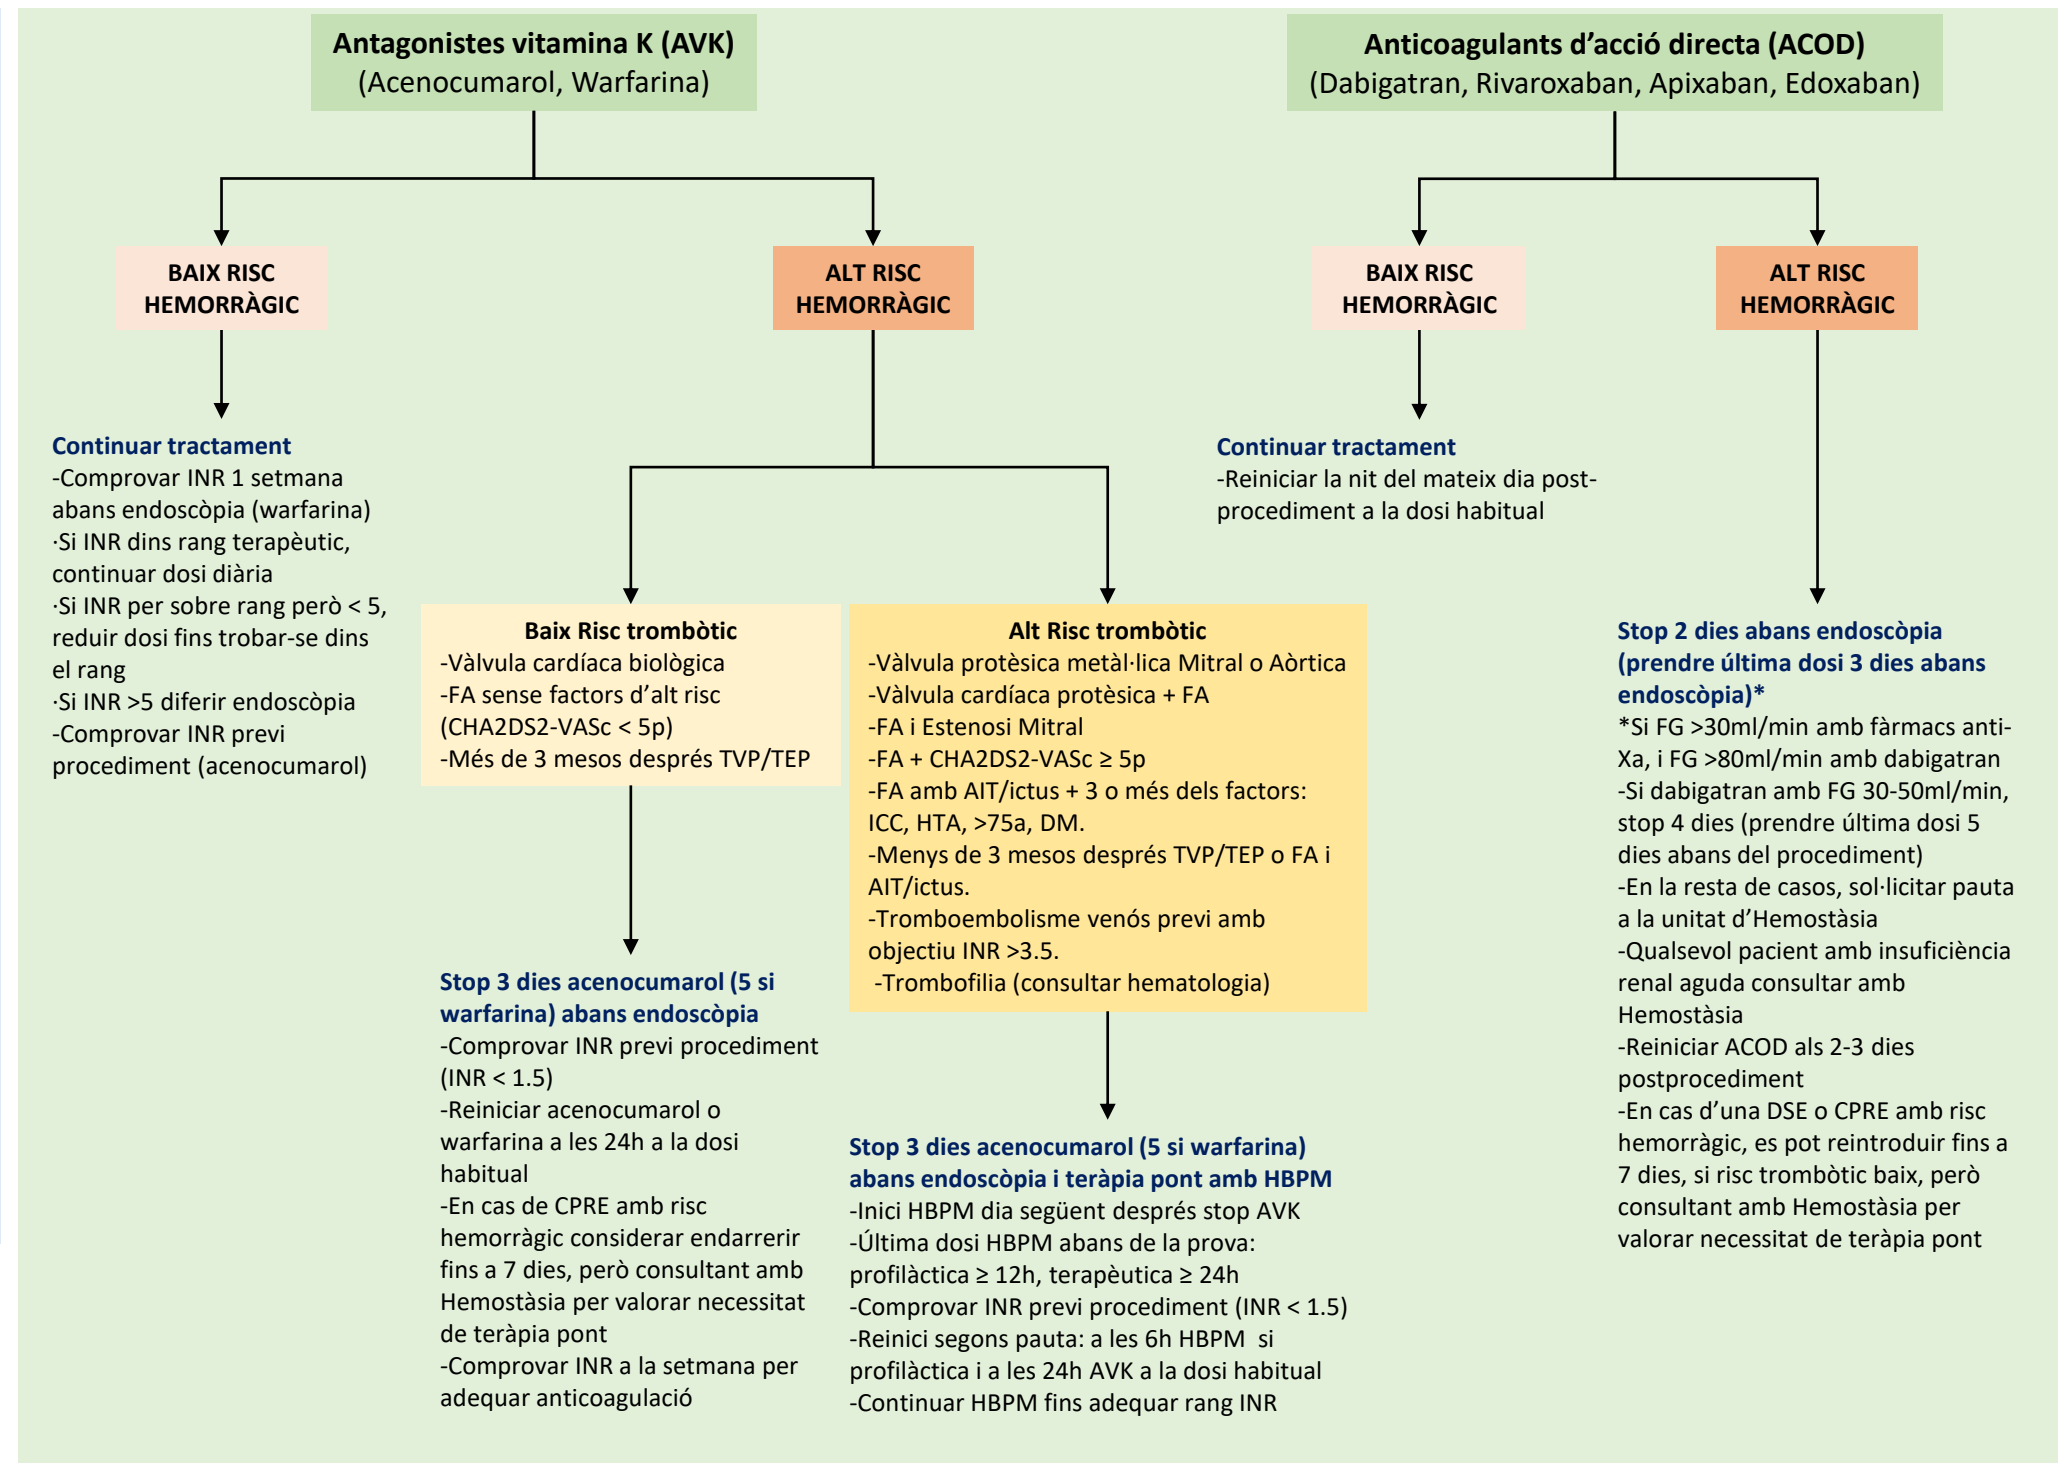 Antagonistes vitamina K (AVK)
(Acenocumarol, Warfarina)
BAIX RISC
HEMORRÀGIC
Continuar tractament
-Comprovar INR 1 setmana
abans endoscòpia (warfarina)
·Si INR dins rang terapèutic,
continuar dosi diària
·Si INR per sobre rang però < 5,
reduir dosi fins trobar-se dins
el rang
·Si INR >5 diferir endoscòpia
-Comprovar INR previ
procediment (acenocumarol)
ALT RISC
HEMORRÀGIC
Baix Risc trombòtic
-Vàlvula cardíaca biològica
-FA sense factors d’alt risc
(CHA2DS2-VASc < 5p)
-Més de 3 mesos després TVP/TEP
Stop 3 dies acenocumarol (5 si
warfarina) abans endoscòpia
-Comprovar INR previ procediment
(INR < 1.5)
-Reiniciar acenocumarol o
warfarina a les 24h a la dosi
habitual
-En cas de CPRE amb risc
hemorràgic considerar endarrerir
fins a 7 dies, però consultant amb
Hemostàsia per valorar necessitat
de teràpia pont
-Comprovar INR a la setmana per
adequar anticoagulació
Alt Risc trombòtic
-Vàlvula protèsica metàl·lica Mitral o Aòrtica
-Vàlvula cardíaca protèsica + FA
-FA i Estenosi Mitral
-FA + CHA2DS2-VASc ≥ 5p
-FA amb AIT/ictus + 3 o més dels factors:
ICC, HTA, >75a, DM.
-Menys de 3 mesos després TVP/TEP o FA i
AIT/ictus.
-Tromboembolisme venós previ amb
objectiu INR >3.5.
-Trombofilia (consultar hematologia)
Stop 3 dies acenocumarol (5 si warfarina)
abans endoscòpia i teràpia pont amb HBPM
-Inici HBPM dia següent després stop AVK
-Última dosi HBPM abans de la prova:
profilàctica ≥ 12h, terapèutica ≥ 24h
-Comprovar INR previ procediment (INR < 1.5)
-Reinici segons pauta: a les 6h HBPM si
profilàctica i a les 24h AVK a la dosi habitual
-Continuar HBPM fins adequar rang INR
Anticoagulants d’acció directa (ACOD)
(Dabigatran, Rivaroxaban, Apixaban, Edoxaban)
BAIX RISC
HEMORRÀGIC
Continuar tractament
-Reiniciar la nit del mateix dia post-
procediment a la dosi habitual
ALT RISC
HEMORRÀGIC
Stop 2 dies abans endoscòpia
(prendre última dosi 3 dies abans
endoscòpia)*
*Si FG >30ml/min amb fàrmacs anti-
Xa, i FG >80ml/min amb dabigatran
-Si dabigatran amb FG 30-50ml/min,
stop 4 dies (prendre última dosi 5
dies abans del procediment)
-En la resta de casos, sol·licitar pauta
a la unitat d’Hemostàsia
-Qualsevol pacient amb insuficiència
renal aguda consultar amb
Hemostàsia
-Reiniciar ACOD als 2-3 dies
postprocediment
-En cas d’una DSE o CPRE amb risc
hemorràgic, es pot reintroduir fins a
7 dies, si risc trombòtic baix, però
consultant amb Hemostàsia per
valorar necessitat de teràpia pont